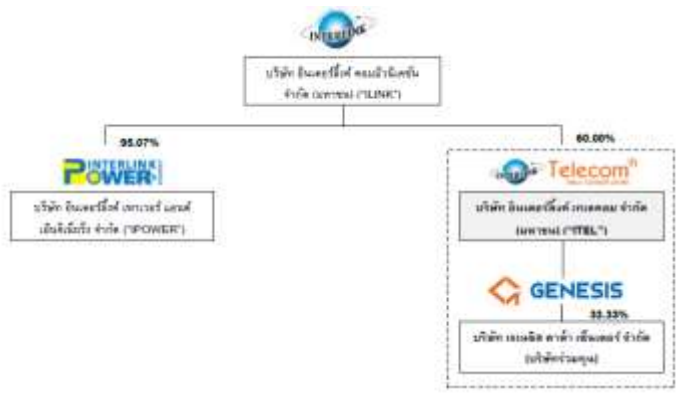 INTERLINK
บริษัท อินเตอร์ลิ้งค์ คอมมิวนิเคชั่น
จำกัด (มหาชน) ("ILINK")
95.07%
60.00%
INTERLINK
POWER
INTERLINK Telecom
บริษัท อินเตอร์ลิ้งค์ เพาเวอร์ แอนด์
เอ็นจิเนียริ่ง จำกัด ("IPOWER")
บริษัท อินเตอร์ลิ้งค์ เทเลคอม จำกัด
(มหาชน) ("ITEL")
GENESIS
33.33%
บริษัท เจเนซิส ดาต้า เซ็นเตอร์ จำกัด
(บริษัทร่วมทุน)